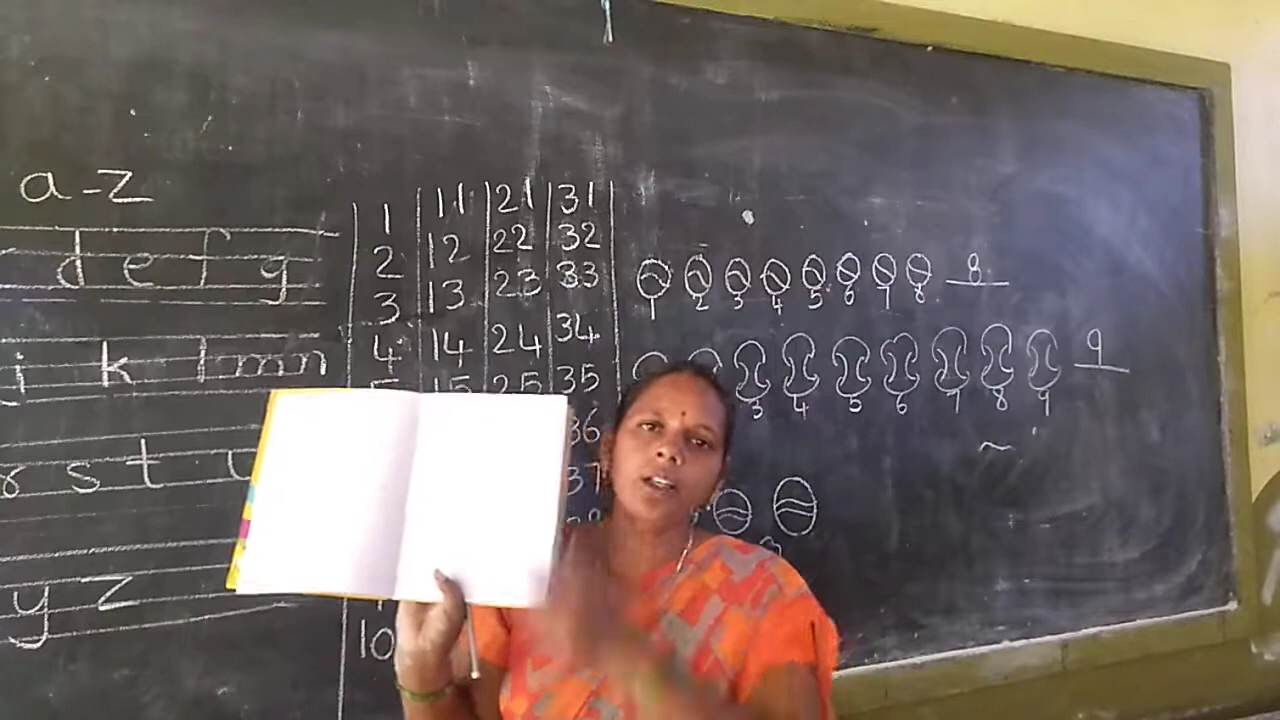 a-z
d e f g
j k l m n
r s t u
y z
1 11 21 31
2 12 22 32
3 13 23 33
4 14 24 34
5 15 25 35
36
37
38
10
8
1 2 3 4 5 6 7 8
9
3 4 5 6 7 8 9